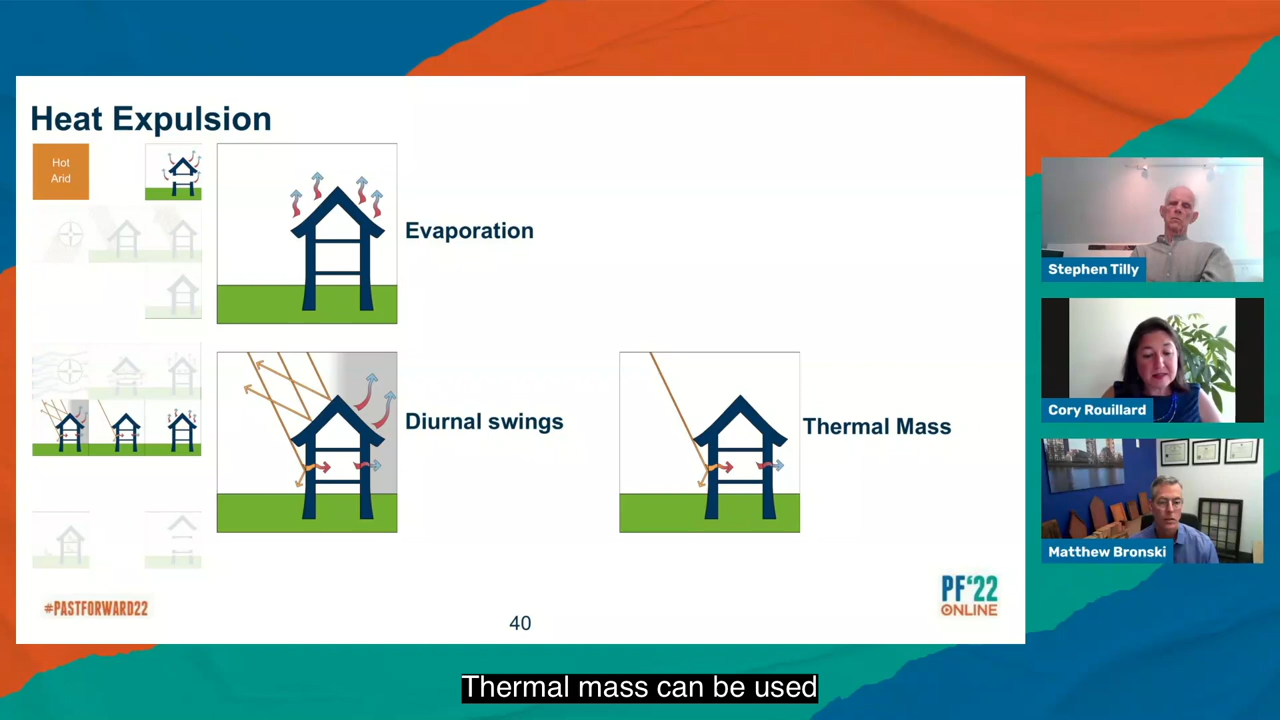 Heat Expulsion
Hot
Arid
Evaporation
Diurnal swings
Thermal Mass
#PASTFORWARD22
40
PF'22
ONLINE
Stephen Tilly
Cory Rouillard
Matthew Bronski
Thermal mass can be used